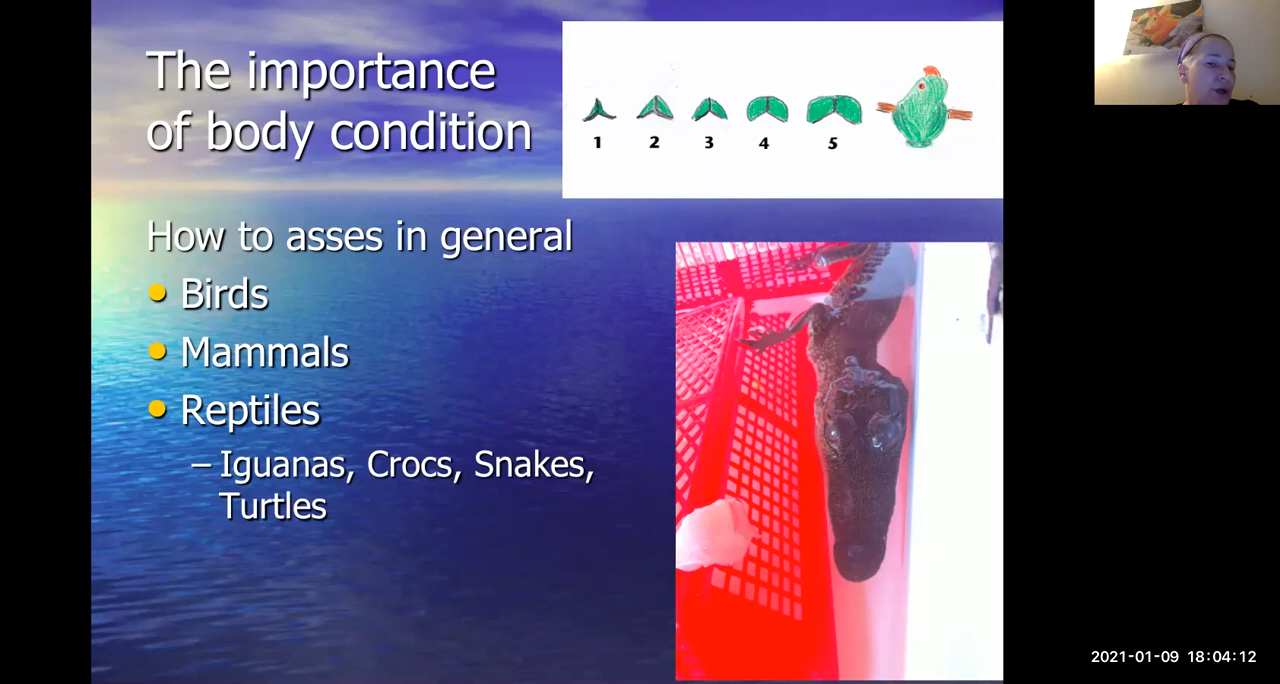 The importance
of body condition
1 2 3 4 5
How to asses in general
Birds
Mammals
Reptiles
– Iguanas, Crocs, Snakes,
Turtles
2021-01-09 18:04:12